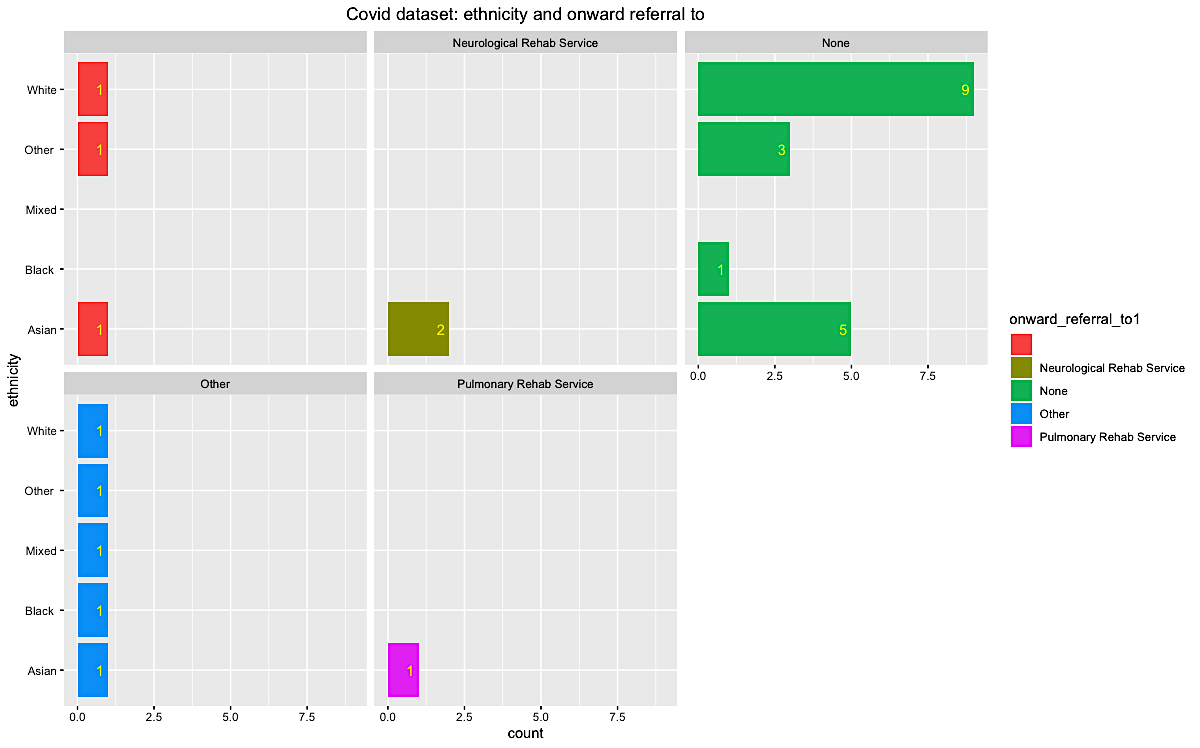 Covid dataset: ethnicity and onward referral to
Neurological Rehab Service
None
White
Other
Mixed
Black
Asian
1
1
1
2
9
3
1
5
0.0 2.5 5.0 7.5
Other
Pulmonary Rehab Service
White
Other
Mixed
Black
Asian
1
1
1
1
1
1
0.0 2.5 5.0 7.5
0.0 2.5 5.0 7.5
ethnicity
count
onward_referral_to1
Neurological Rehab Service
None
Other
Pulmonary Rehab Service